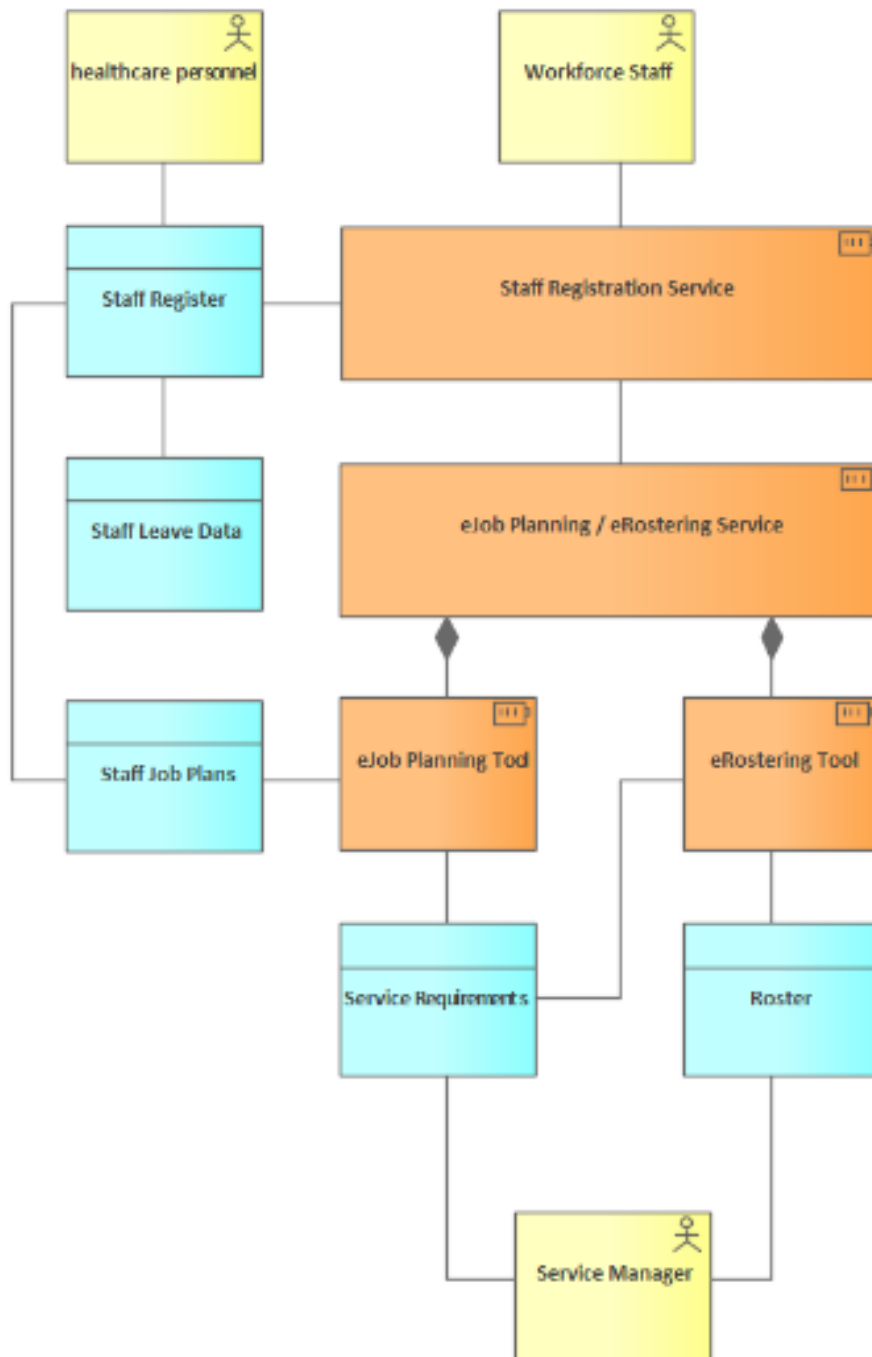 healthcare personnel
Workforce Staff
Staff Register
Staff Registration Service
Staff Leave Data
eJob Planning / eRostering Service
Staff Job Plans
eJob Planning Tool
eRostering Tool
Service Requirements
Roster
Service Manager